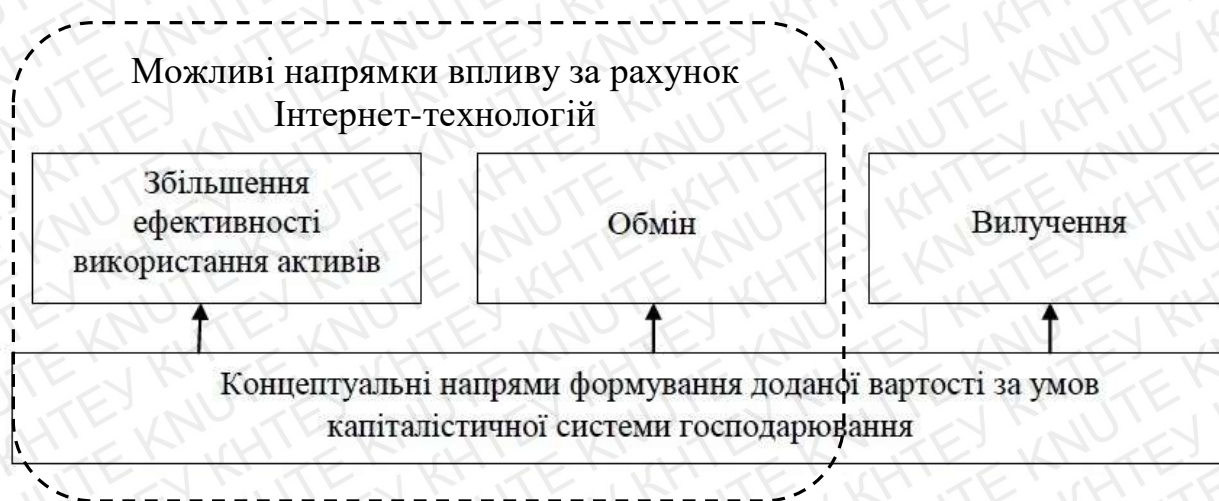 Можливі напрямки впливу за рахунок
Інтернет-технологій
Збільшення
ефективності
використання активів
Обмін
Вилучення
Концептуальні напрями формування доданої вартості за умов
капіталістичної системи господарювання